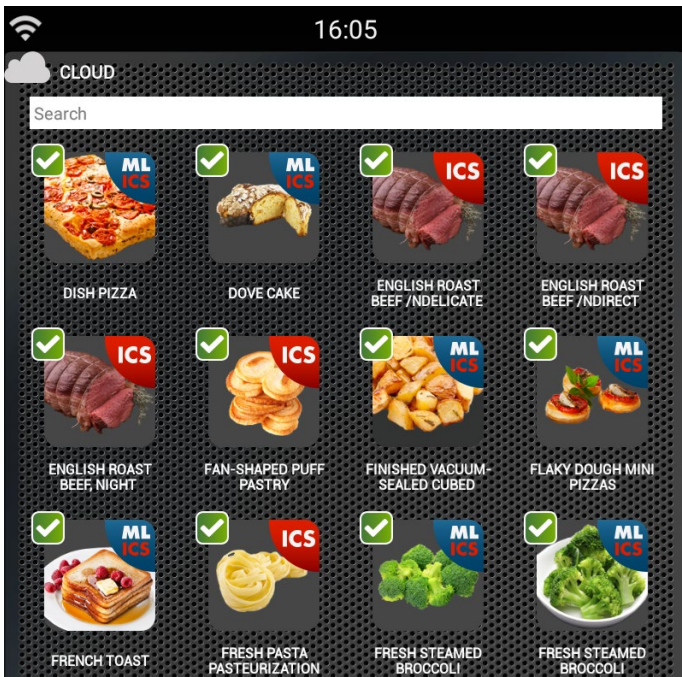 16:05
CLOUD
Search
ML
ICS
ML
ICS
ICS
ICS
DISH PIZZA
DOVE CAKE
ENGLISH ROAST
BEEF /NDELICATE
ENGLISH ROAST
BEEF /NDIRECT
ICS
ICS
ML
ICS
ML
ICS
ENGLISH ROAST
BEEF, NIGHT
FAN-SHAPED PUFF
PASTRY
FINISHED VACUUM-
SEALED CUBED
FLAKY DOUGH MINI
PIZZAS
ML
ICS
ICS
ML
ICS
ML
ICS
FRENCH TOAST
FRESH PASTA
PASTEURIZATION
FRESH STEAMED
BROCCOLI
FRESH STEAMED
BROCCOLI